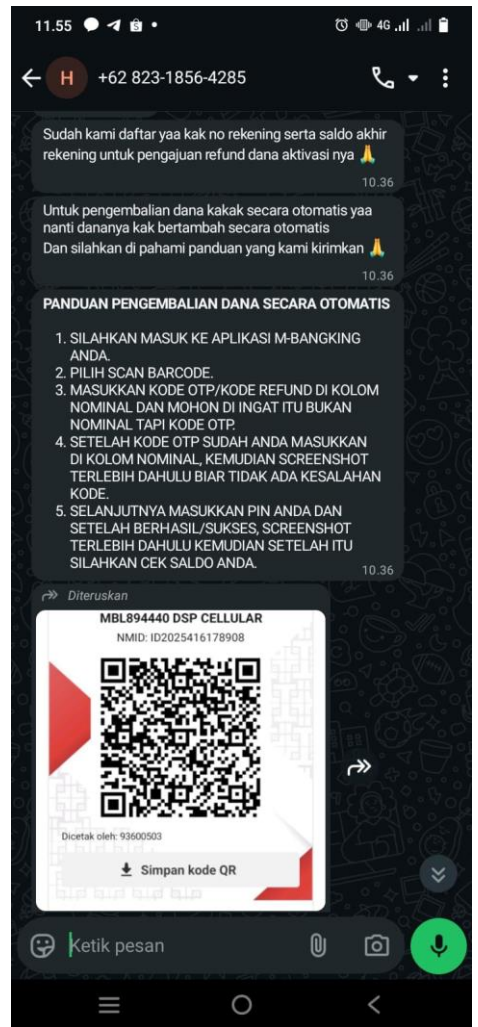 11.55
4G
H
+62 823-1856-4285
Sudah kami daftar yaa kak no rekening serta saldo akhir
rekening untuk pengajuan refund dana aktivasi nya 🙏
10.36
Untuk pengembalian dana kakak secara otomatis yaa
nanti dananya kak bertambah secara otomatis
Dan silahkan di pahami panduan yang kami kirimkan 🙏
10.36
PANDUAN PENGEMBALIAN DANA SECARA OTOMATIS
1. SILAHKAN MASUK KE APLIKASI M-BANGKING
ANDA.
2. PILIH SCAN BARCODE.
3. MASUKKAN KODE OTP/KODE REFUND DI KOLOM
NOMINAL DAN MOHON DI INGAT ITU BUKAN
NOMINAL TAPI KODE OTP.
4. SETELAH KODE OTP SUDAH ANDA MASUKKAN
DI KOLOM NOMINAL, KEMUDIAN SCREENSHOT
TERLEBIH DAHULU BIAR TIDAK ADA KESALAHAN
KODE.
5. SELANJUTNYA MASUKKAN PIN ANDA DAN
SETELAH BERHASIL/SUKSES, SCREENSHOT
TERLEBIH DAHULU KEMUDIAN SETELAH ITU
SILAHKAN CEK SALDO ANDA.
10.36
Diteruskan
MBL894440 DSP CELLULAR
NMID: ID2025416178908
Dicetak oleh: 93600503
Simpan kode QR
Ketik pesan